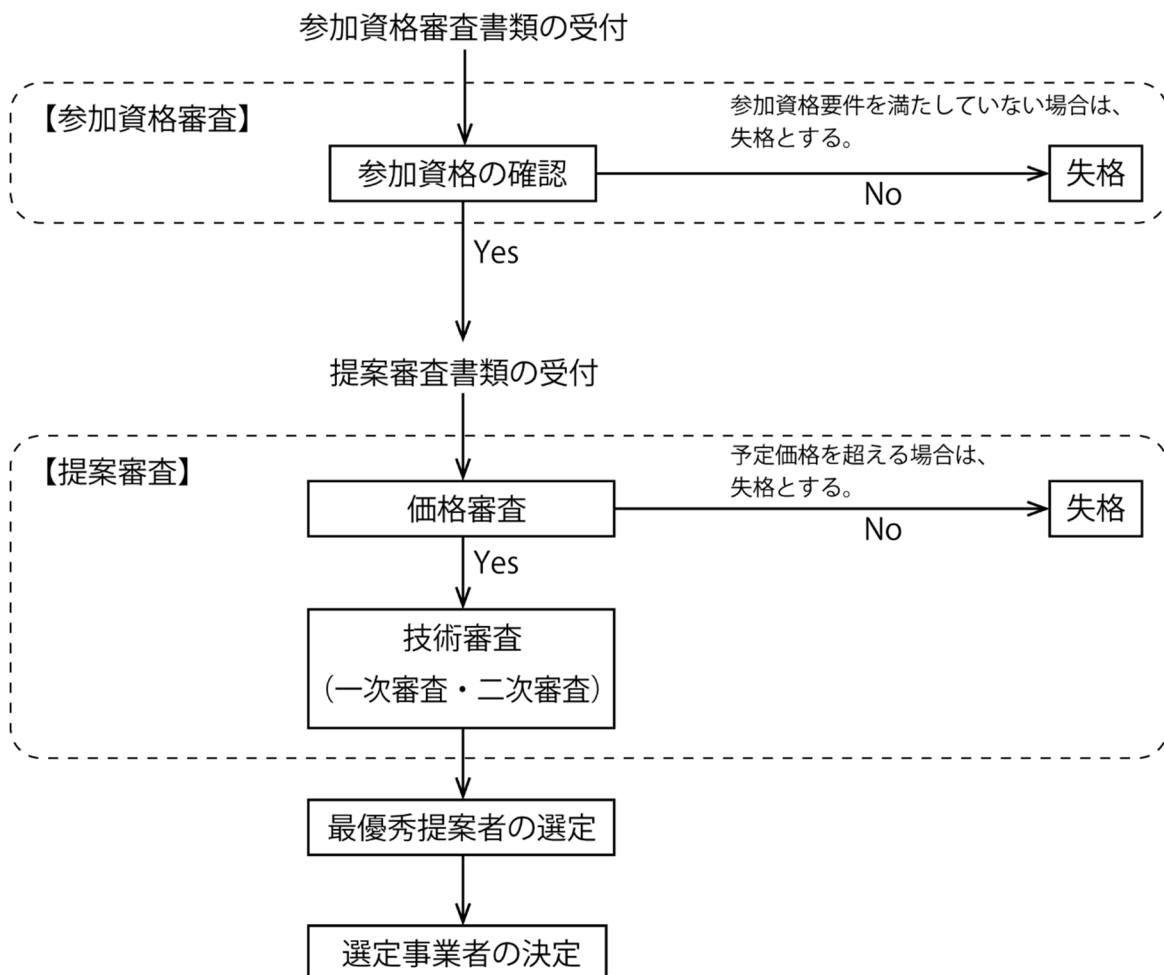 参加資格審査書類の受付
【参加資格審査】
参加資格要件を満たしていない場合は、
失格とする。
参加資格の確認
No
失格
Yes
提案審査書類の受付
【提案審査】
予定価格を超える場合は、
失格とする。
価格審査
No
失格
Yes
技術審査
(一次審査・二次審査)
最優秀提案者の選定
選定事業者の決定